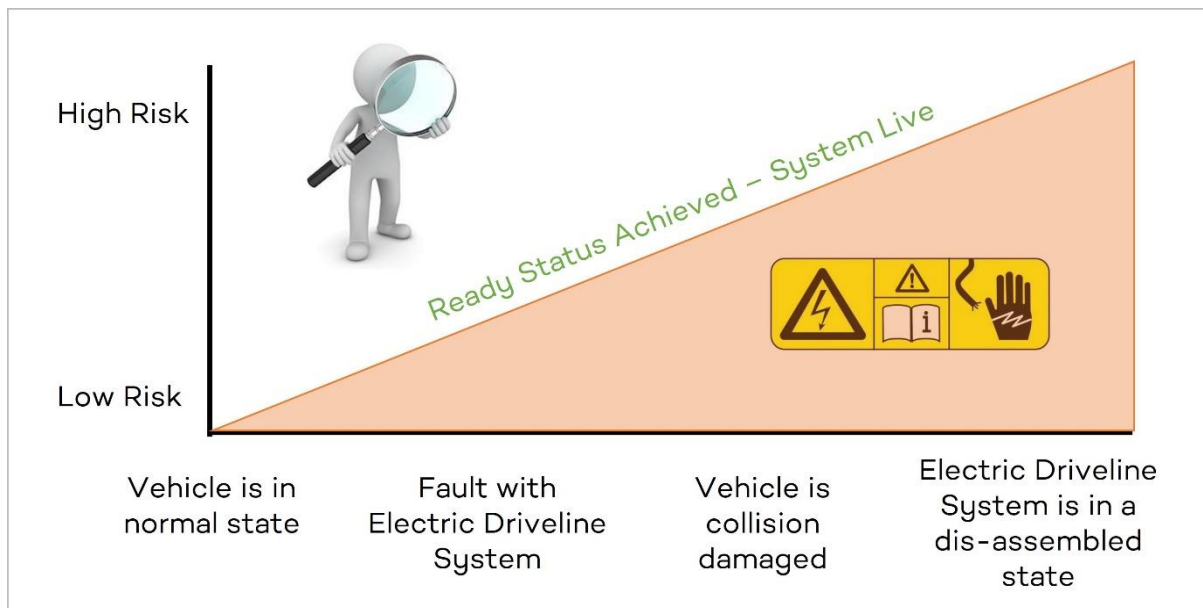 High Risk
Ready Status Achieved – System Live
i
Low Risk
Vehicle is in
normal state
Fault with
Electric Driveline
System
Vehicle is
collision
damaged
Electric Driveline
System is in a
dis-assembled
state